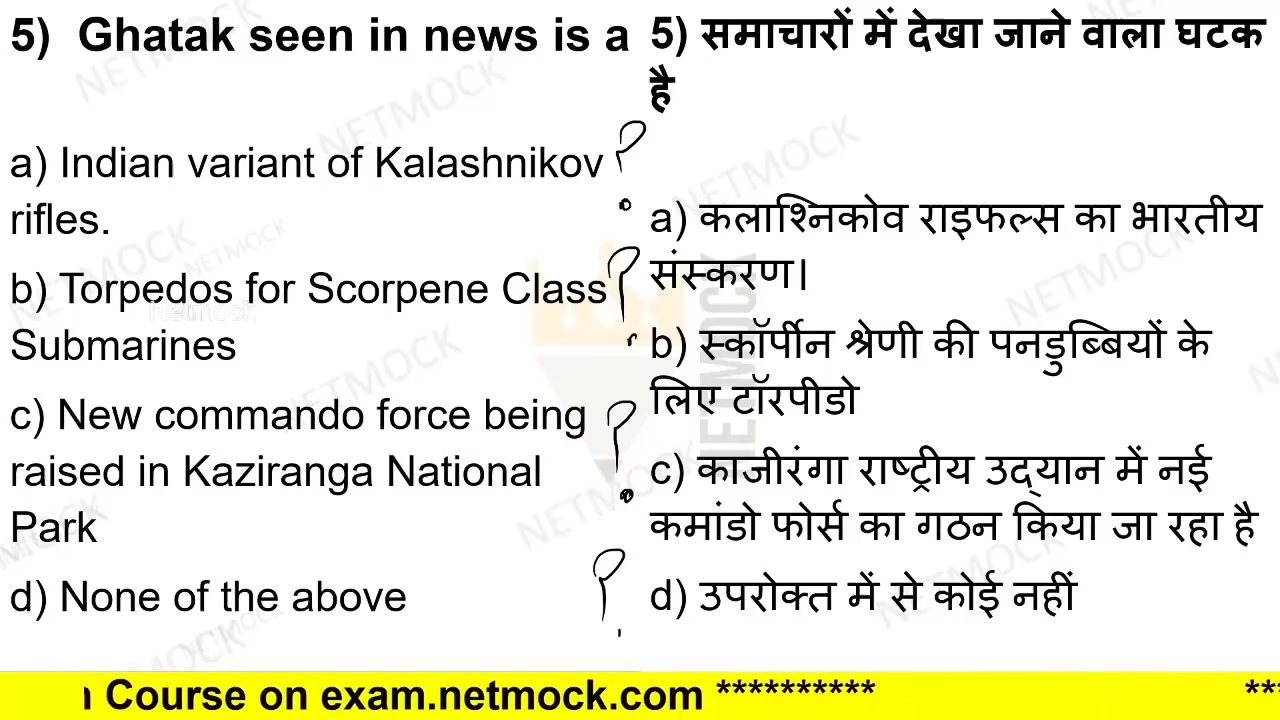 5) Ghatak seen in news is a
a) Indian variant of Kalashnikov
rifles.
b) Torpedos for Scorpene Class
Submarines
c) New commando force being
raised in Kaziranga National
Park
d) None of the above
5) समाचारों में देखा जाने वाला घटक
है
a) कलाश्निकोव राइफल्स का भारतीय
संस्करण।
b) स्कॉर्पीन श्रेणी की पनडुब्बियों के
लिए टॉरपीडो
c) काजीरंगा राष्ट्रीय उद्यान में नई
कमांडो फोर्स का गठन किया जा रहा है
d) उपरोक्त में से कोई नहीं
NETMOCK
Course on exam.netmock.com ********** **